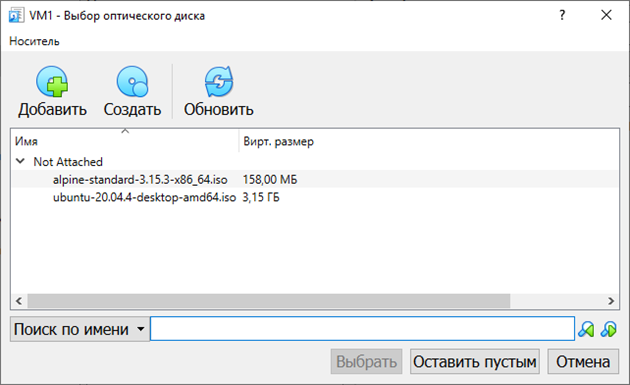 VM1 - Выбор оптического диска
Носитель
Добавить Создать Обновить
Имя Вирт. размер
Not Attached
alpine-standard-3.15.3-x86_64.iso 158,00 МБ
ubuntu-20.04.4-desktop-amd64.iso 3,15 ГБ
Поиск по имени
Выбрать Оставить пустым Отмена